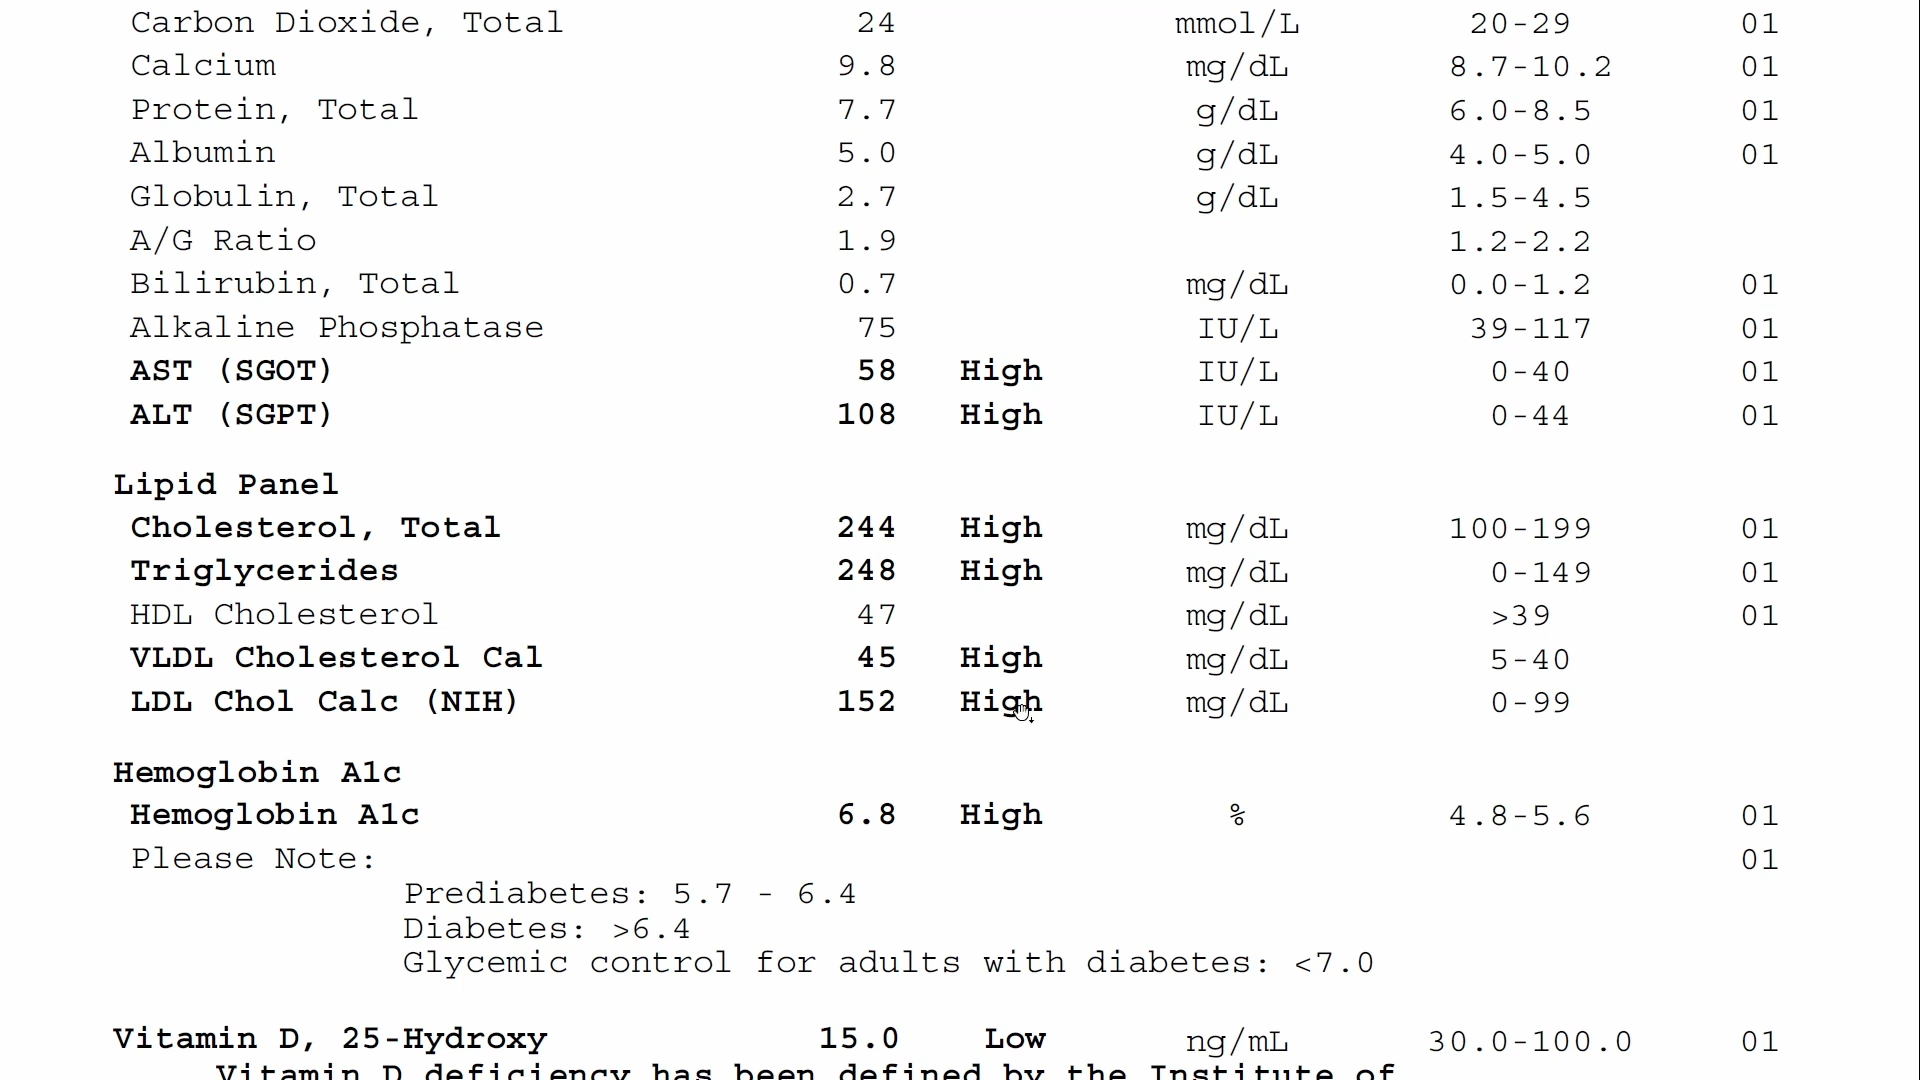 Carbon Dioxide, Total 24 mmol/L 20-29 01
Calcium 9.8 mg/dL 8.7-10.2 01
Protein, Total 7.7 g/dL 6.0-8.5 01
Albumin 5.0 g/dL 4.0-5.0 01
Globulin, Total 2.7 g/dL 1.5-4.5
A/G Ratio 1.9 1.2-2.2
Bilirubin, Total 0.7 mg/dL 0.0-1.2 01
Alkaline Phosphatase 75 IU/L 39-117 01
AST (SGOT) 58 High IU/L 0-40 01
ALT (SGPT) 108 High IU/L 0-44 01
Lipid Panel
Cholesterol, Total 244 High mg/dL 100-199 01
Triglycerides 248 High mg/dL 0-149 01
HDL Cholesterol 47 mg/dL >39 01
VLDL Cholesterol Cal 45 High mg/dL 5-40
LDL Chol Calc (NIH) 152 High mg/dL 0-99
Hemoglobin A1c
Hemoglobin A1c 6.8 High % 4.8-5.6 01
Please Note: 01
Prediabetes: 5.7 - 6.4
Diabetes: >6.4
Glycemic control for adults with diabetes: <7.0
Vitamin D, 25-Hydroxy 15.0 Low ng/mL 30.0-100.0 01
Vitamin D deficiency has been defined by the Institute of